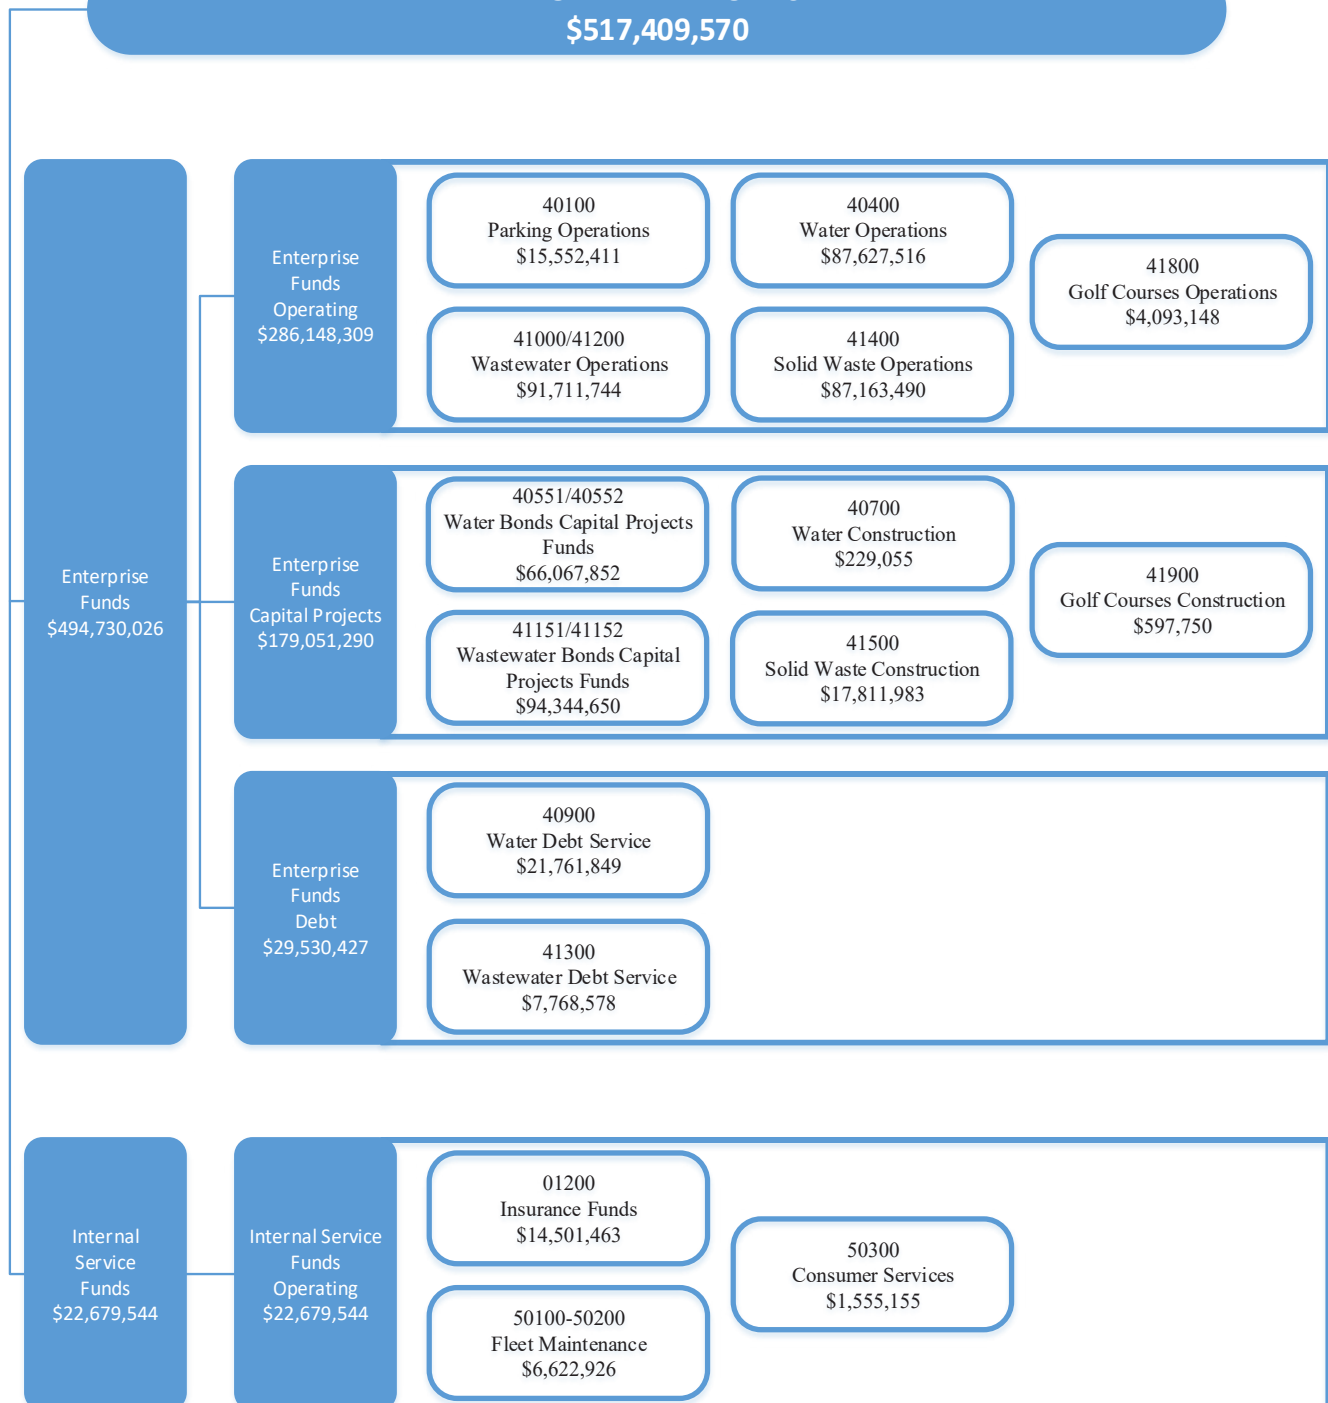 $517,409,570
Enterprise
Funds
$494,730,026
Enterprise
Funds
Operating
$286,148,309
40100
Parking Operations
$15,552,411
40400
Water Operations
$87,627,516
41000/41200
Wastewater Operations
$91,711,744
41400
Solid Waste Operations
$87,163,490
41800
Golf Courses Operations
$4,093,148
Enterprise
Funds
Capital Projects
$179,051,290
40551/40552
Water Bonds Capital Projects
Funds
$66,067,852
40700
Water Construction
$229,055
41151/41152
Wastewater Bonds Capital
Projects Funds
$94,344,650
41500
Solid Waste Construction
$17,811,983
41900
Golf Courses Construction
$597,750
Enterprise
Funds
Debt
$29,530,427
40900
Water Debt Service
$21,761,849
41300
Wastewater Debt Service
$7,768,578
Internal
Service
Funds
$22,679,544
Internal Service
Funds
Operating
$22,679,544
01200
Insurance Funds
$14,501,463
50100-50200
Fleet Maintenance
$6,622,926
50300
Consumer Services
$1,555,155